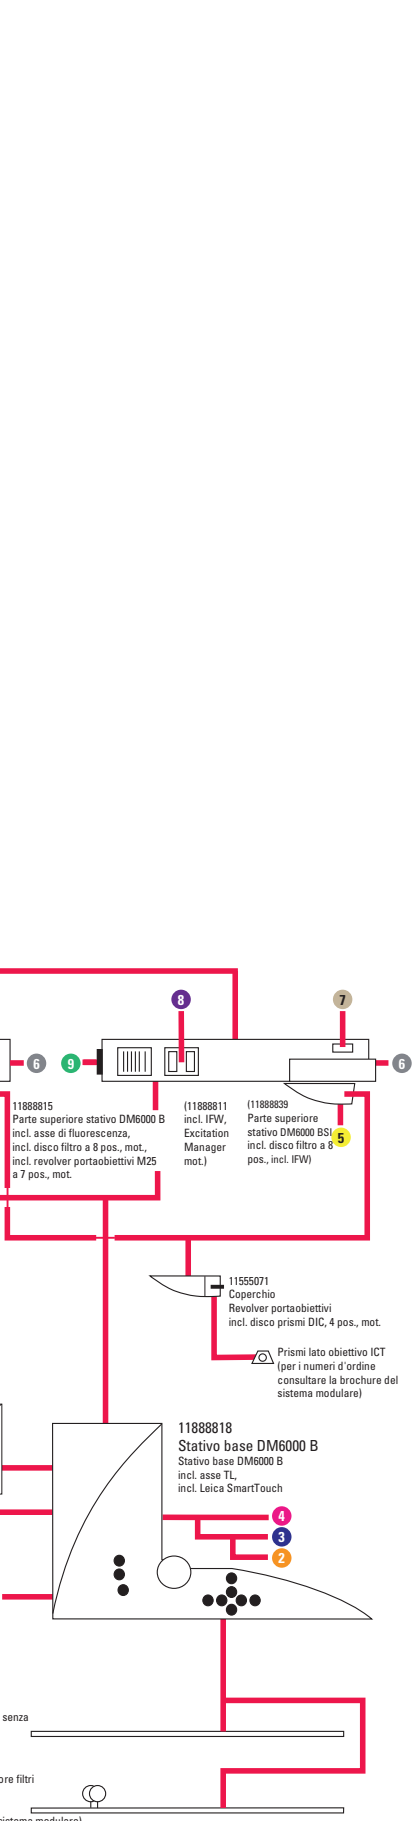 8
7
6
9
6
11888815
Parte superiore stativo DM6000 B
incl. asse di fluorescenza,
incl. disco filtro a 8 pos., mot.,
incl. revolver portaobiettivi M25
a 7 pos., mot.
(11888811
incl. IFW,
Excitation
Manager
mot.)
(11888839
Parte superiore
stativo DM6000 BSL
incl. disco filtro a 8
pos., incl. IFW)
5
11555071
Coperchio
Revolver portaobiettivi
incl. disco prismi DIC, 4 pos., mot.
Prismi lato obiettivo ICT
(per i numeri d'ordine
consultare la brochure del
sistema modulare)
11888818
Stativo base DM6000 B
Stativo base DM6000 B
incl. asse TL,
incl. Leica SmartTouch
4
3
2
senza
ore filtri
sistema modulare)